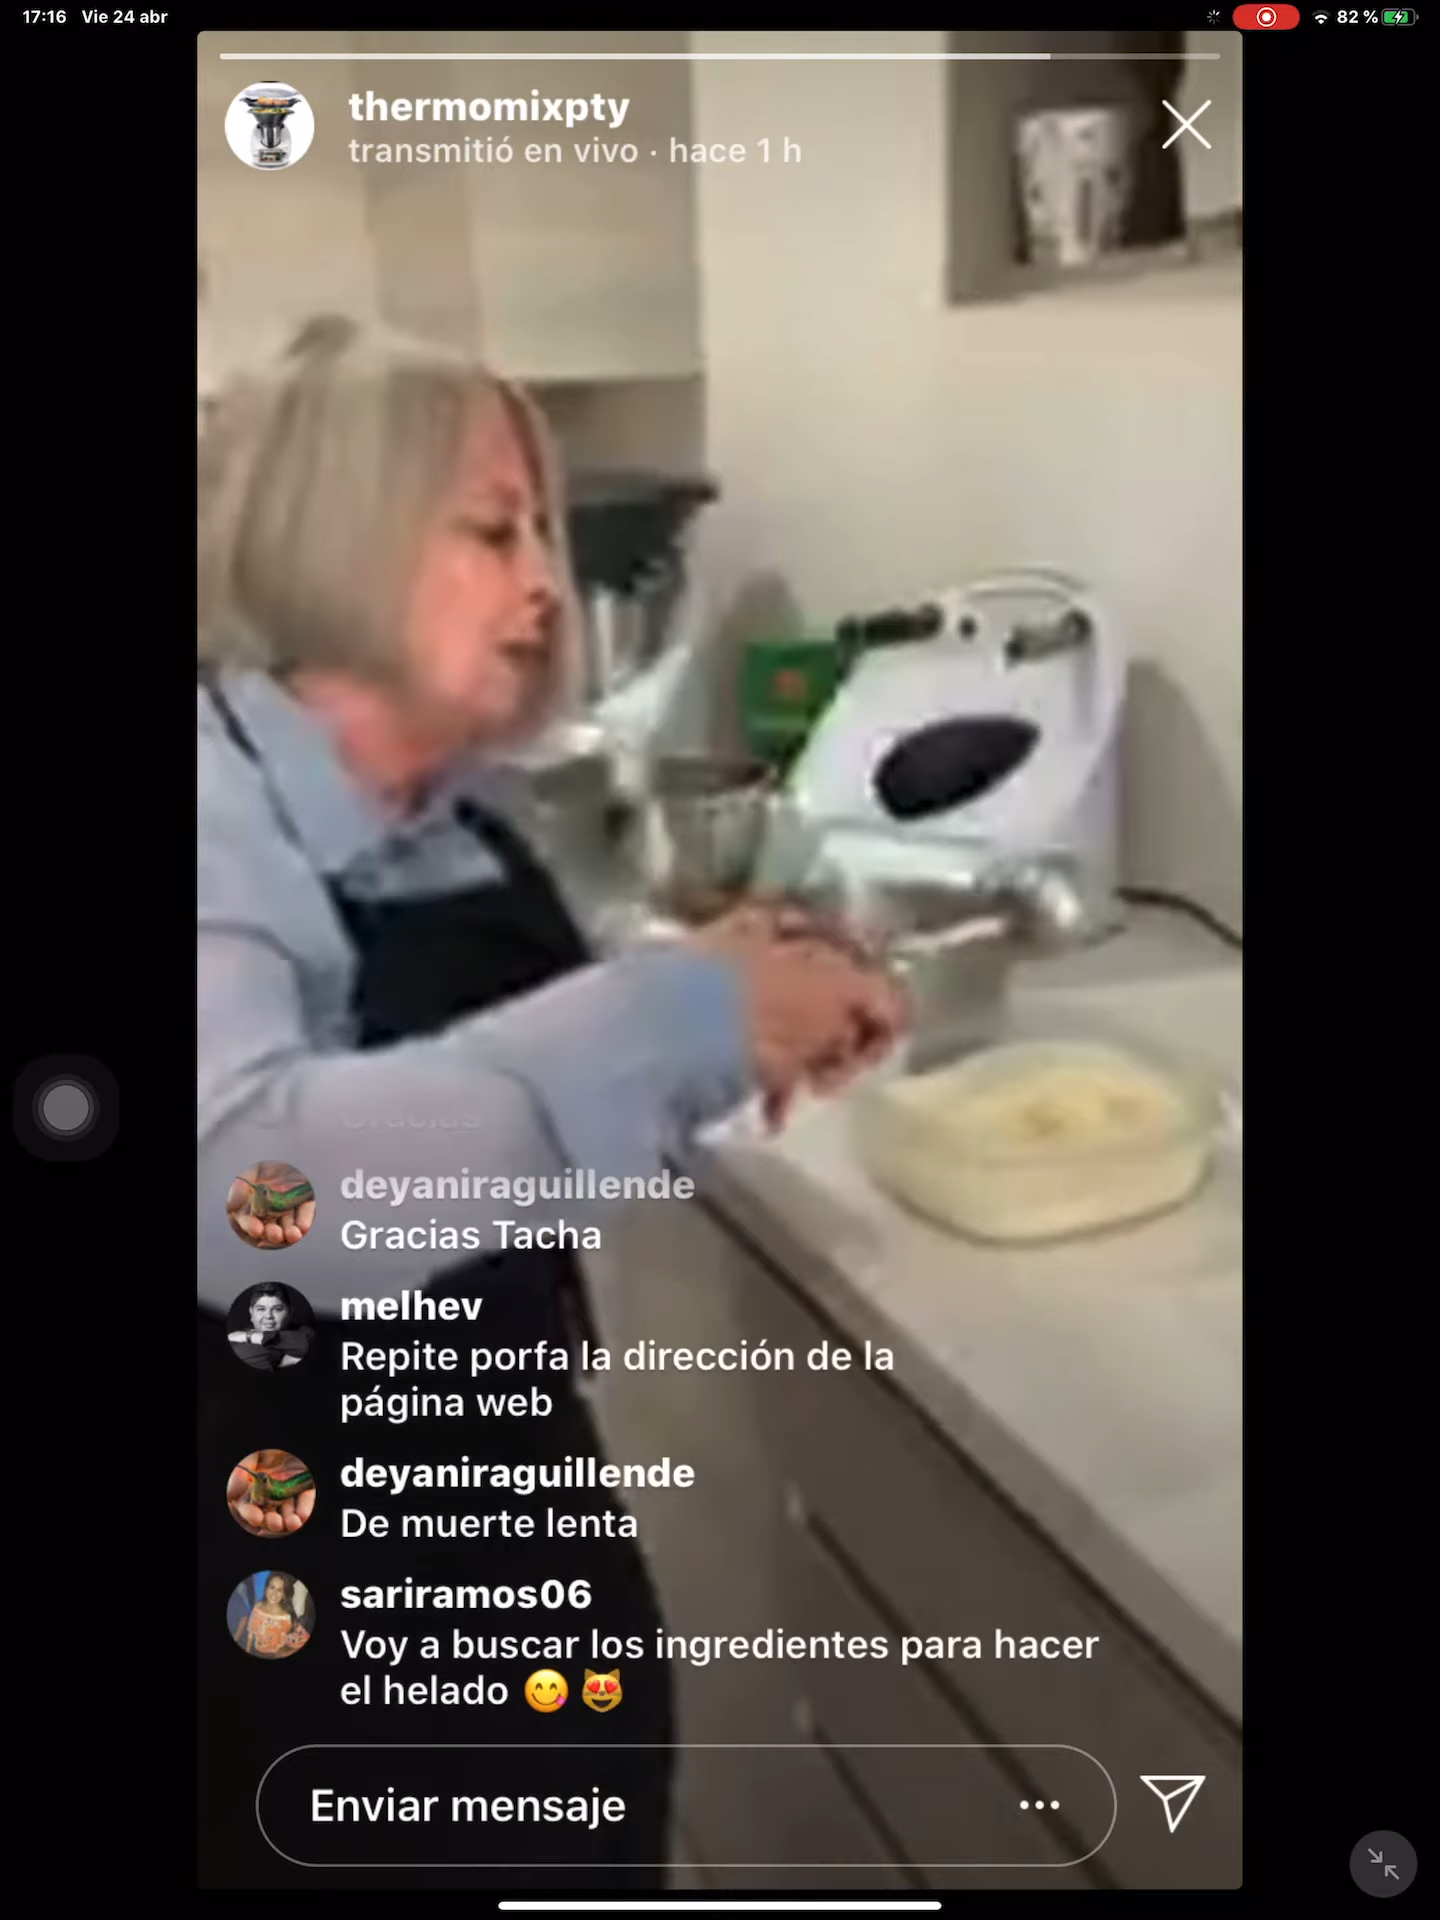 17:16 Vie 24 abr
82 %
thermomixpty
transmitió en vivo · hace 1 h
Gracias
deyaniraguillende
Gracias Tacha
melhev
Repite porfa la dirección de la
página web
deyaniraguillende
De muerte lenta
sariramos06
Voy a buscar los ingredientes para hacer
el helado 😋 😻
Enviar mensaje